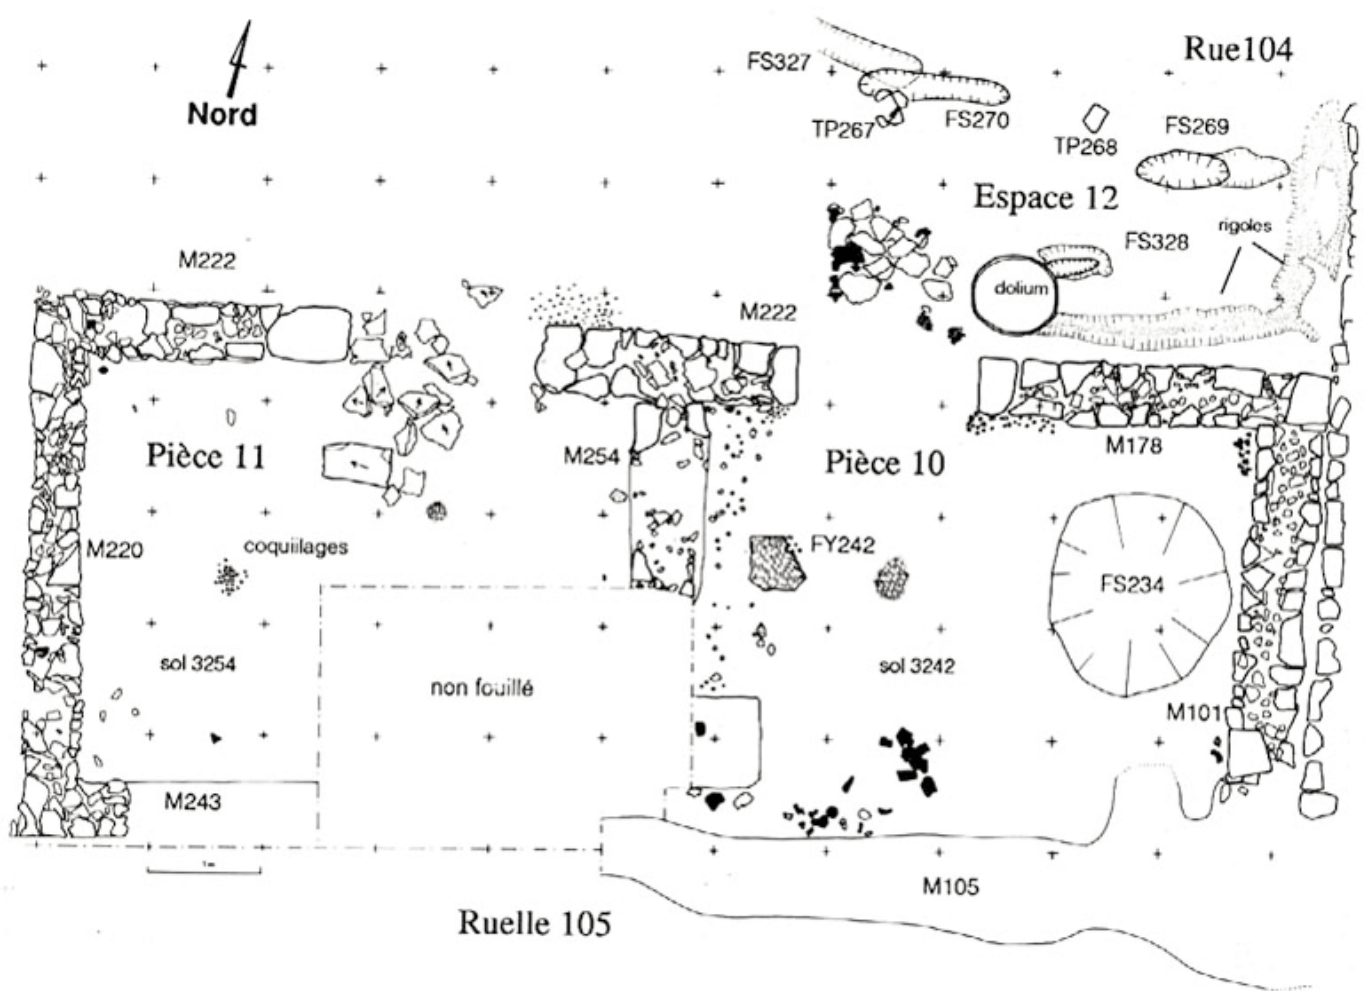 Rue104
FS327
Nord
TP267
FS270
TP268
FS269
Espace 12
rigoles
FS328
M222
dolium
M222
Pièce 11
M254
Pièce 10
M178
M220
coquillages
FY242
FS234
sol 3254
sol 3242
non fouillé
M101
M243
1m
M105
Ruelle 105